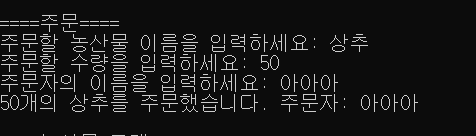 ====주문====
주문할 농산물 이름을 입력하세요: 상추
주문할 수량을 입력하세요: 50
주문자의 이름을 입력하세요: 아아아
50개의 상추를 주문했습니다. 주문자: 아아아